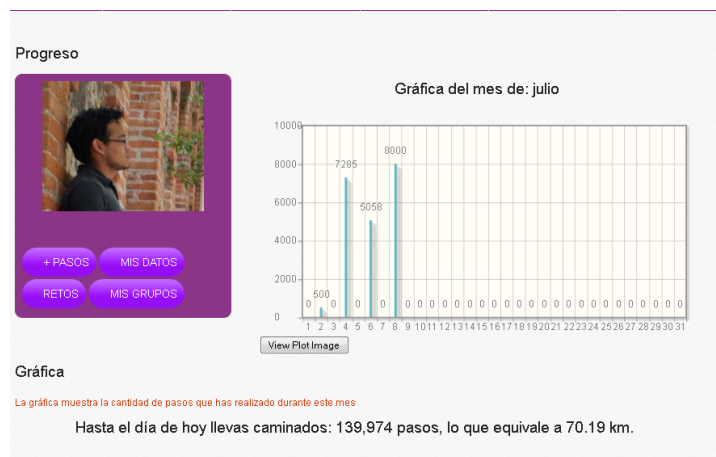 Progreso
+ PASOS
MIS DATOS
RETOS
MIS GRUPOS
Gráfica del mes de: julio
10000
8000
6000
4000
2000
0
0 500 0 7285 0 5058 0 8000 0 0 0 0 0 0 0 0 0 0 0 0 0 0 0 0 0 0 0 0 0 0 0
1 2 3 4 5 6 7 8 9 10 11 12 13 14 15 16 17 18 19 20 21 22 23 24 25 26 27 28 29 30 31
View Plot Image
Gráfica
La gráfica muestra la cantidad de pasos que has realizado durante este mes
Hasta el día de hoy llevas caminados: 139,974 pasos, lo que equivale a 70.19 km.